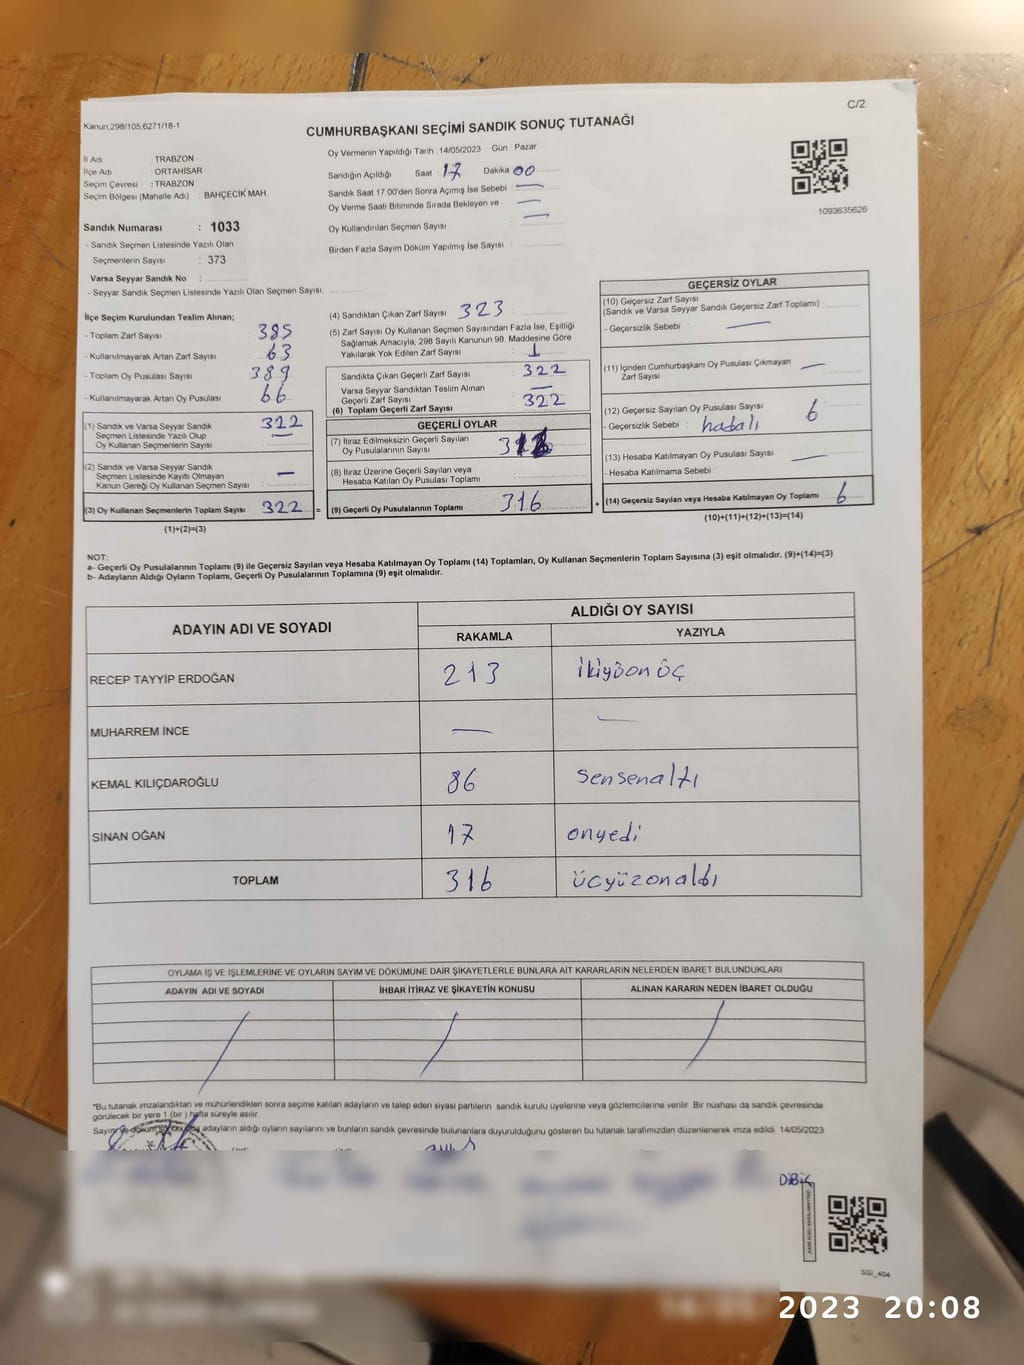 C/2
Kanun;298/105;6271/18-1
CUMHURBAŞKANI SEÇİMİ SANDIK SONUÇ TUTANAĞI
İl Adı : TRABZON
İlçe Adı : ORTAHİSAR
Seçim Çevresi : TRABZON
Seçim Bölgesi (Mahalle Adı) : BAHÇECİK MAH.
Sandık Numarası : 1033
- Sandık Seçmen Listesinde Yazılı Olan
Seçmenlerin Sayısı : 373
Varsa Seyyar Sandık No :
- Seyyar Sandık Seçmen Listesinde Yazılı Olan Seçmen Sayısı:
Oy Vermenin Yapıldığı Tarih : 14/05/2023 Gün : Pazar
Sandığın Açıldığı Saat : 17 Dakika : 00
Sandık Saat 17.00'den Sonra Açımış İse Sebebi : —
Oy Verme Saati Bitiminde Sırada Bekleyen ve —
Oy Kullandırılan Seçmen Sayısı : —
Birden Fazla Sayım Döküm Yapılmış İse Sayısı :
1093635626
İlçe Seçim Kurulundan Teslim Alınan;
- Toplam Zarf Sayısı : 385
- Kullanılmayarak Artan Zarf Sayısı : 63
- Toplam Oy Pusulası Sayısı : 389
- Kullanılmayarak Artan Oy Pusulası : 66
(1) Sandık ve Varsa Seyyar Sandık 322
Seçmen Listesinde Yazılı Olup —
Oy Kullanan Seçmenlerin Sayısı
(2) Sandık ve Varsa Seyyar Sandık
Seçmen Listesinde Kayıtlı Olmayan —
Kanun Gereği Oy Kullanan Seçmen Sayısı
(3) Oy Kullanan Seçmenlerin Toplam Sayısı 322 =
(1)+(2)=(3)
(4) Sandıktan Çıkan Zarf Sayısı : 323
(5) Zarf Sayısı Oy Kullanan Seçmen Sayısından Fazla İse, Eşitliği
Sağlamak Amacıyla, 298 Sayılı Kanunun 98. Maddesine Göre
Yakılarak Yok Edilen Zarf Sayısı : 1
Sandıkta Çıkan Geçerli Zarf Sayısı : 322
Varsa Seyyar Sandıktan Teslim Alınan —
Geçerli Zarf Sayısı
(6) Toplam Geçerli Zarf Sayısı : 322
GEÇERLİ OYLAR
(7) İtiraz Edilmeksizin Geçerli Sayılan
Oy Pusulasının Sayısı
(8) İtiraz Üzerine Geçerli Sayılan veya
Hesaba Katılan Oy Pusulası Toplamı
(9) Geçerli Oy Pusulalarının Toplamı : 316 +
GEÇERSİZ OYLAR
(10) Geçersiz Zarf Sayısı
(Sandık ve Varsa Seyyar Sandık Geçersiz Zarf Toplamı)
- Geçersizlik Sebebi : —
(11) İçinden Cumhurbaşkanı Oy Pusulası Çıkmayan —
Zarf Sayısı
(12) Geçersiz Sayılan Oy Pusulası Sayısı : 6
- Geçersizlik Sebebi : hatalı
(13) Hesaba Katılmayan Oy Pusulası Sayısı : —
- Hesaba Katılmama Sebebi :
(14) Geçersiz Sayılan veya Hesaba Katılmayan Oy Toplamı : 6
(10)+(11)+(12)+(13)=(14)
NOT:
a- Geçerli Oy Pusulalarının Toplamı (9) ile Geçersiz Sayılan veya Hesaba Katılmayan Oy Toplamı (14) Toplamları, Oy Kullanan Seçmenlerin Toplam Sayısına (3) eşit olmalıdır. (9)+(14)=(3)
b- Adayların Aldığı Oyların Toplamı, Geçerli Oy Pusulalarının Toplamına (9) eşit olmalıdır.
ADAYIN ADI VE SOYADI ALDIĞI OY SAYISI
RAKAMLA YAZIYLA
RECEP TAYYİP ERDOĞAN 213 ikiyüonüç
MUHARREM İNCE — —
KEMAL KILIÇDAROĞLU 86 sensenaltı
SİNAN OĞAN 17 onyedi
TOPLAM 316 üçyüzonaltı
OYLAMA İŞ VE İŞLEMLERİNE VE OYLARIN SAYIM VE DÖKÜMÜNE DAİR ŞİKAYETLERLE BUNLARA AİT KARARLARIN NELERDEN İBARET BULUNDUKLARI
ADAYIN ADI VE SOYADI İHBAR İTİRAZ VE ŞİKAYETİN KONUSU ALINAN KARARIN NEDEN İBARET OLDUĞU
*Bu tutanak imzalandıktan ve mühürlendikten sonra seçime katılan adayların ve talep eden siyasi partilerin sandık kurulu üyelerine veya gözlemcilerine verilir. Bir nüshası da sandık çevresinde
görülecek bir yere 1 (bir ) hafta süreyle asılır.
adayların aldığı oyların sayılarını ve bunların sandık çevresinde bulunanlara duyurulduğunu gösteren bu tutanak tarafımızdan düzenlenerek imza edildi. 14/05/2023
SSI_404
2023 20:08